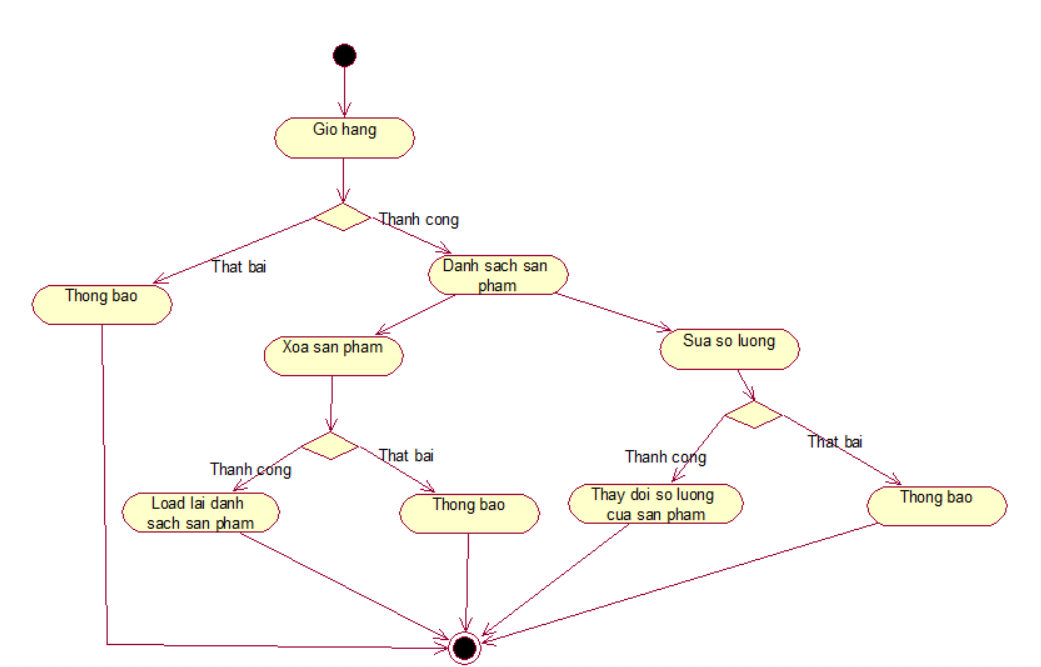 Gio hang
Thanh cong
That bai
Danh sach san
pham
Thong bao
Xoa san pham
Sua so luong
Thanh cong
That bai
Thanh cong
That bai
Load lai danh
sach san pham
Thong bao
Thay doi so luong
cua san pham
Thong bao